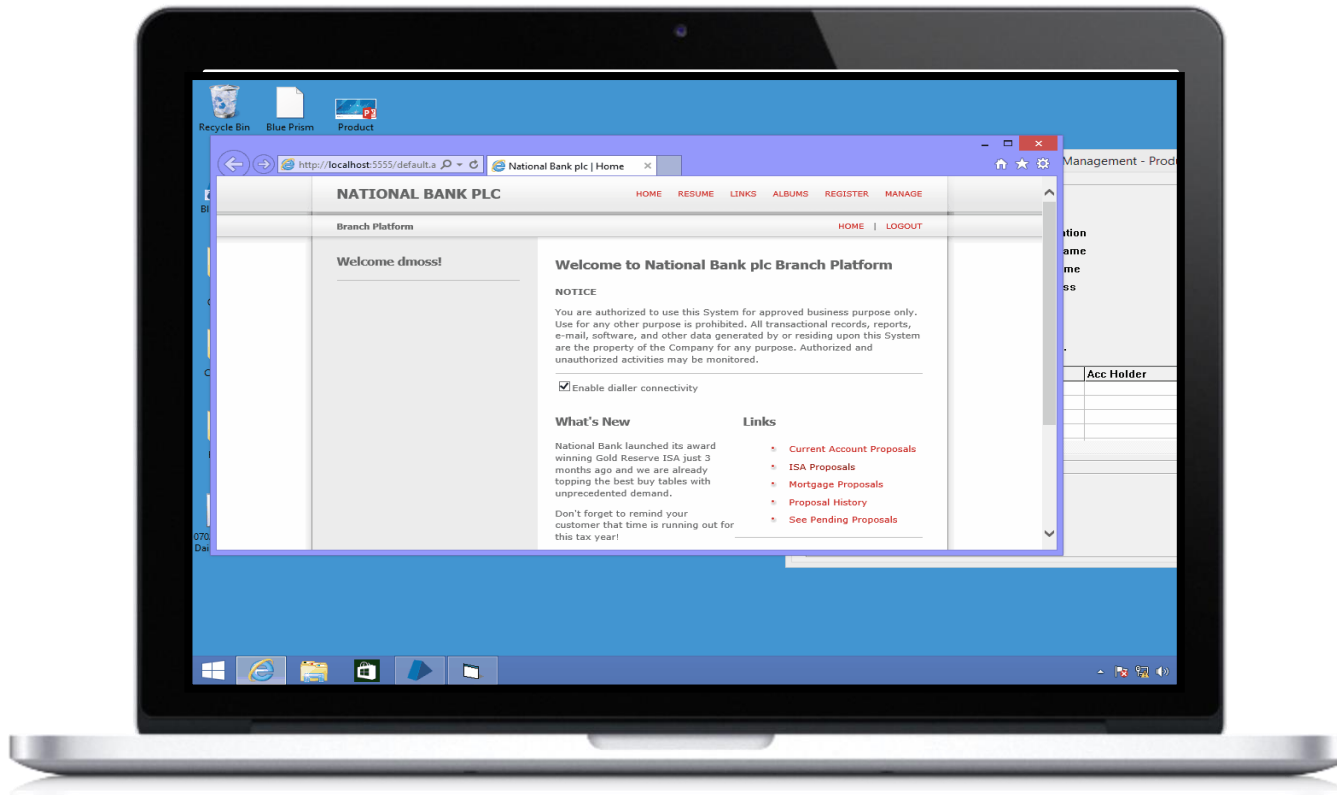 Recycle Bin
Blue Prism
Product
http://localhost:5555/default.a
National Bank plc | Home
Management - Prod
NATIONAL BANK PLC
HOME RESUME LINKS ALBUMS REGISTER MANAGE
Branch Platform
HOME | LOGOUT
Welcome dmoss!
Welcome to National Bank plc Branch Platform
NOTICE
You are authorized to use this System for approved business purpose only.
Use for any other purpose is prohibited. All transactional records, reports,
e-mail, software, and other data generated by or residing upon this System
are the property of the Company for any purpose. Authorized and
unauthorized activities may be monitored.
Enable dialler connectivity
What's New
National Bank launched its award
winning Gold Reserve ISA just 3
months ago and we are already
topping the best buy tables with
unprecedented demand.
Don't forget to remind your
customer that time is running out for
this tax year!
Links
Current Account Proposals
ISA Proposals
Mortgage Proposals
Proposal History
See Pending Proposals
Acc Holder